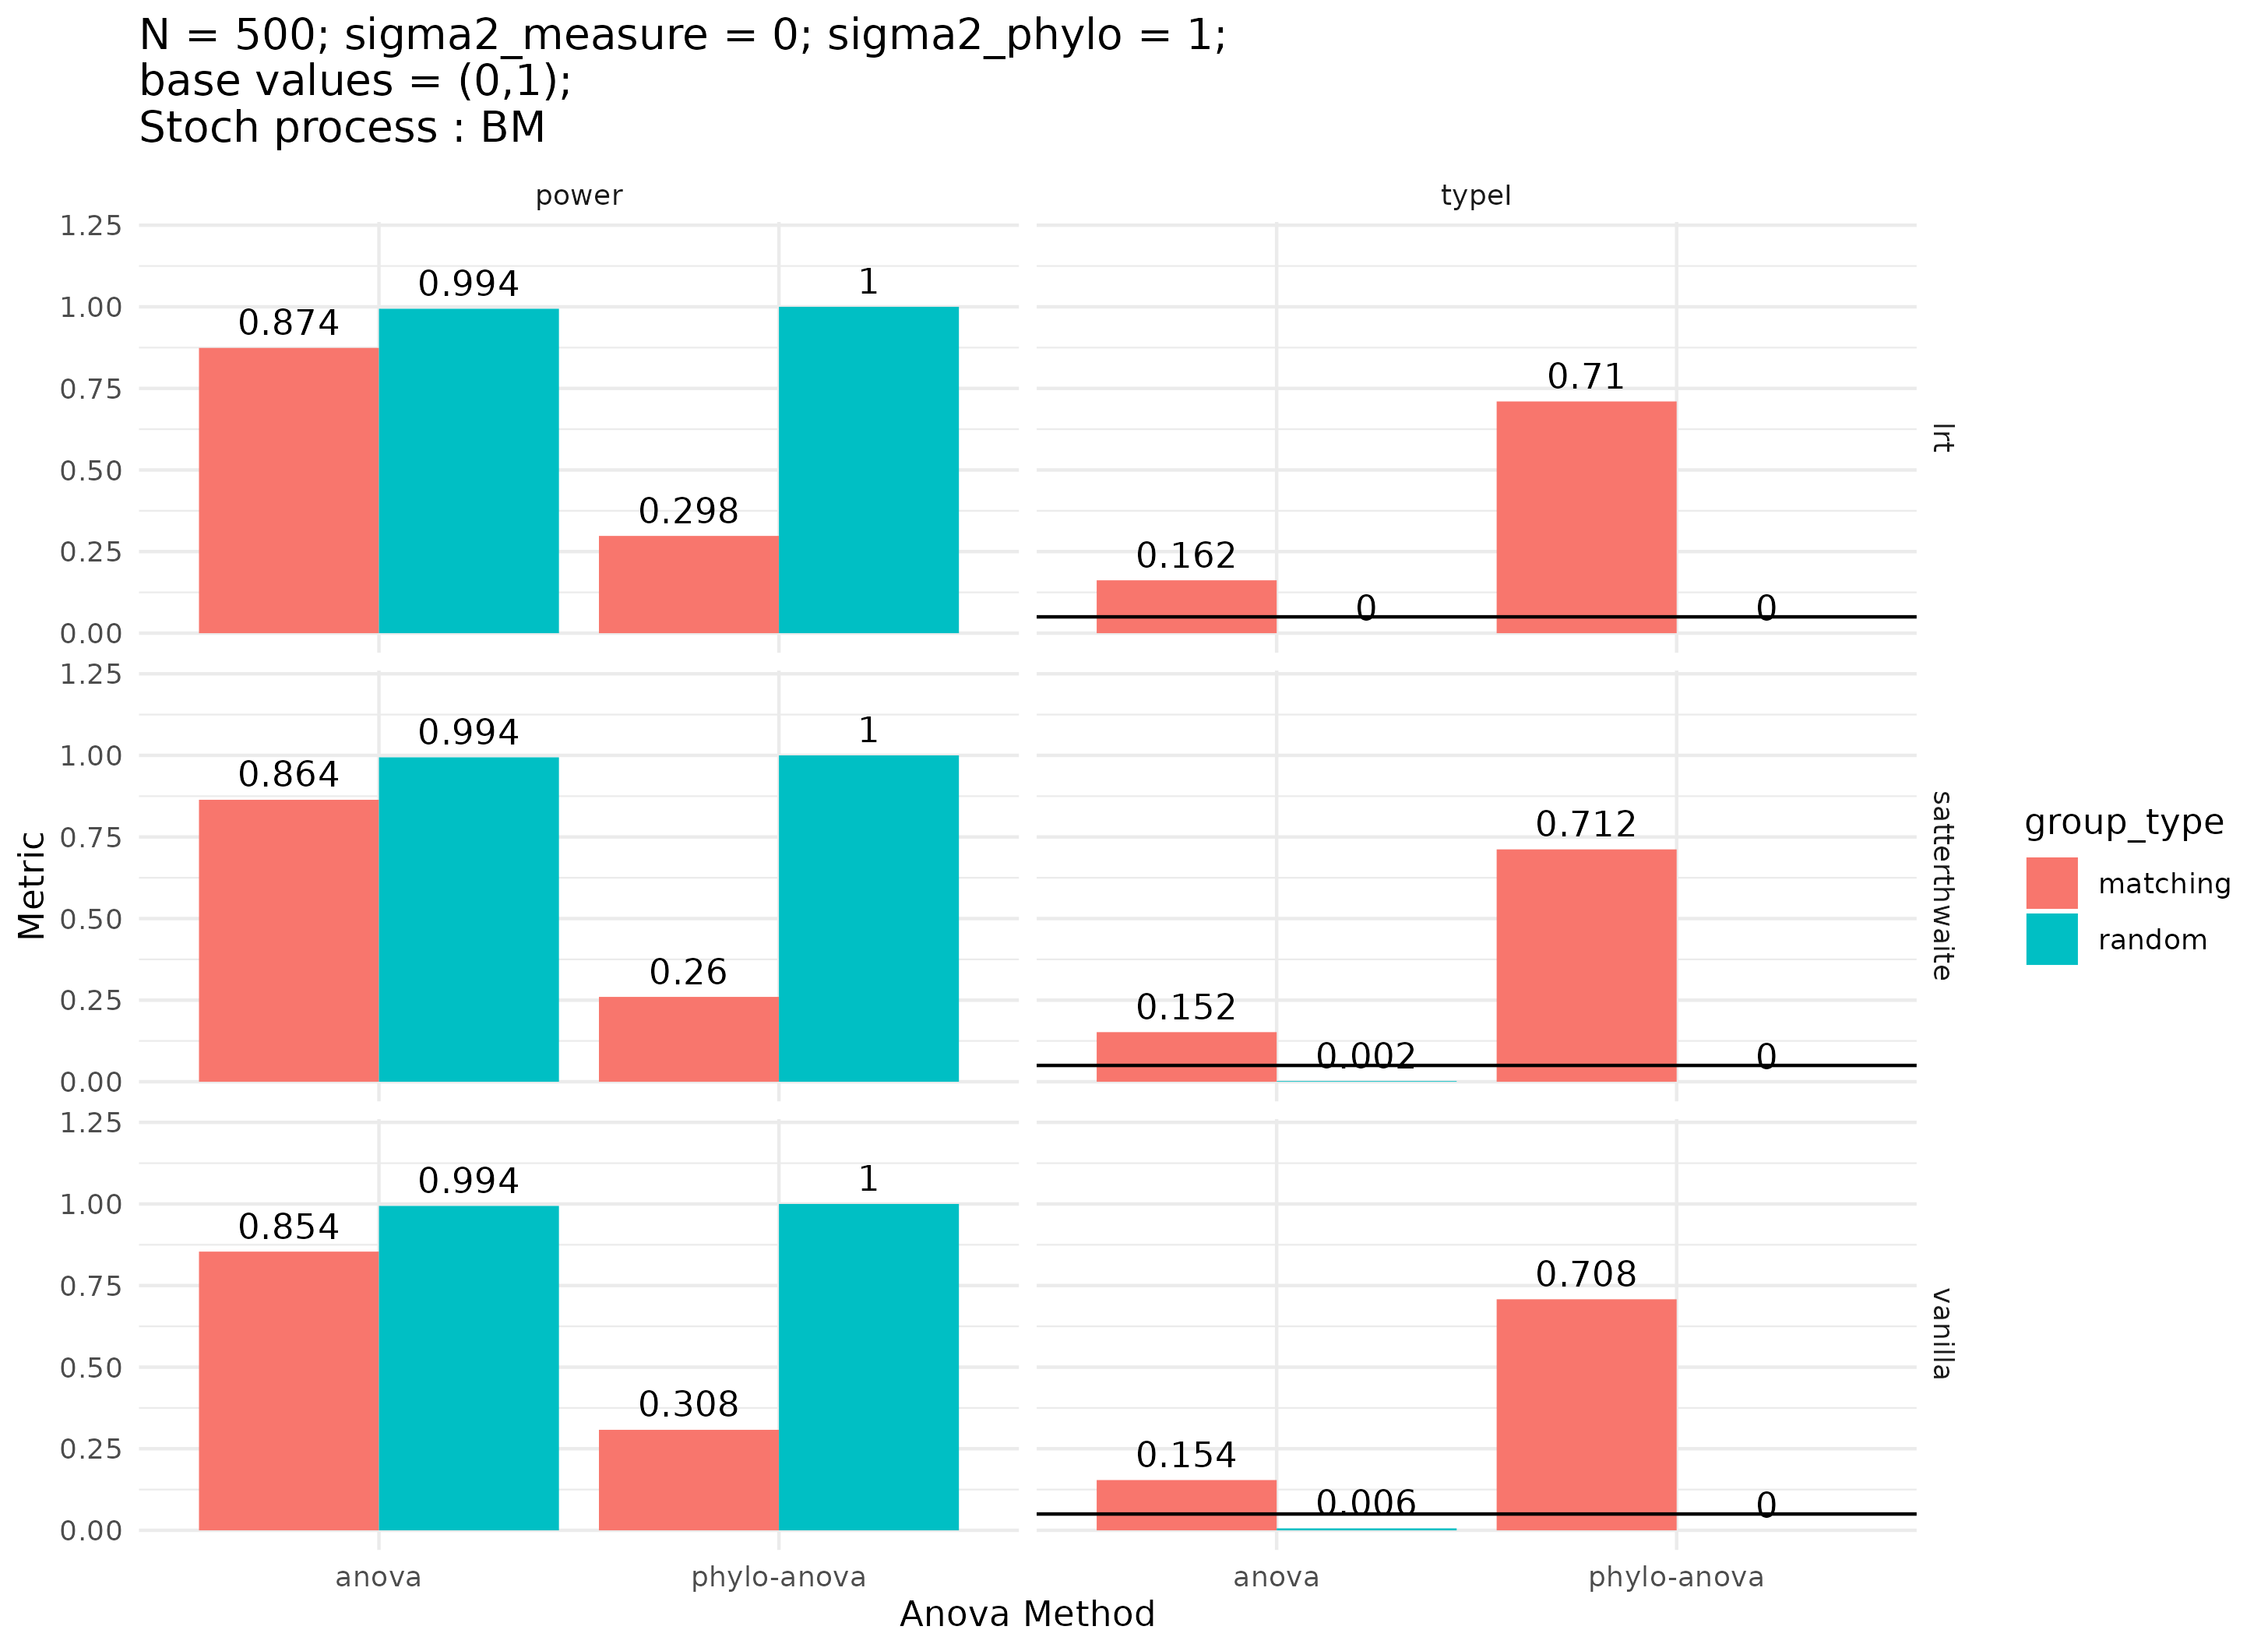 N = 500; sigma2_measure = 0; sigma2_phylo = 1;
base values = (0,1);
Stoch process : BM
power
typeI
1.25
1.00
0.75
0.50
0.25
0.00
0.874
0.994
0.298
1
0.162
0
0.71
0
lrt
1.25
1.00
0.75
0.50
0.25
0.00
0.864
0.994
0.26
1
0.152
0.002
0.712
0
satterthwaite
1.25
1.00
0.75
0.50
0.25
0.00
0.854
0.994
0.308
1
0.154
0.006
0.708
0
vanilla
anova
phylo-anova
anova
phylo-anova
Anova Method
Metric
group_type
matching
random